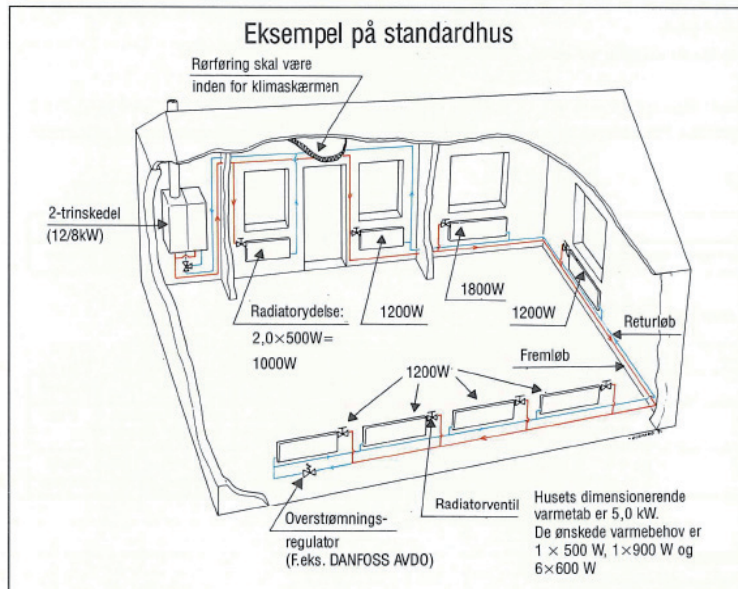 Eksempel på standardhus
Rørføring skal være
inden for klimaskærmen
2-trinskedel
(12/8kW)
Radiatorydelse:
2,0×500W=
1000W
1200W
1800W
1200W
Returløb
Fremløb
1200W
Radiatorventil
Overstrømnings-
regulator
(F.eks. DANFOSS AVDO)
Husets dimensionerende
varmetab er 5,0 kW.
De ønskede varmebehov er
1 × 500 W, 1×900 W og
6×600 W